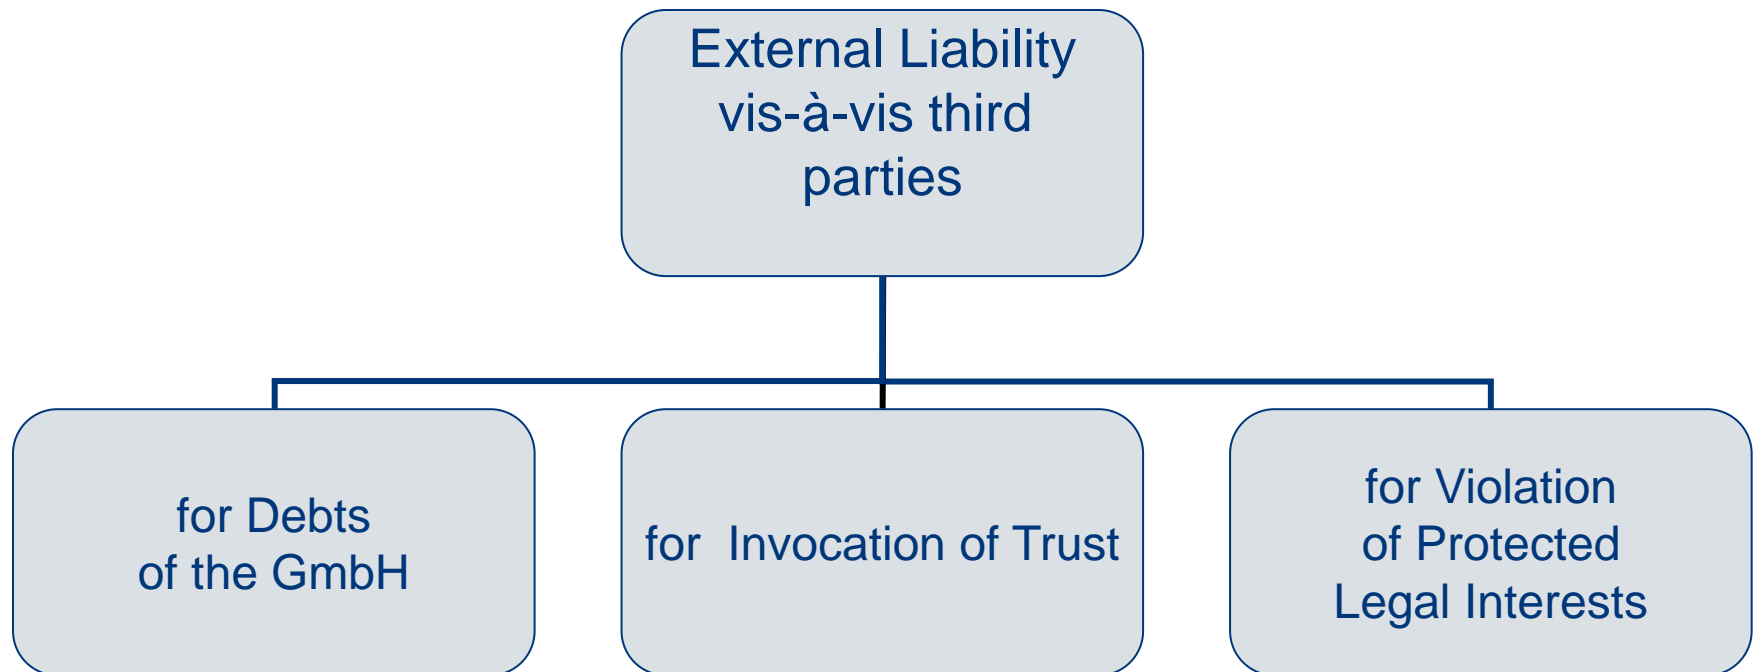 External Liability
vis-à-vis third
parties
for Debts
of the GmbH
for Invocation of Trust
for Violation
of Protected
Legal Interests